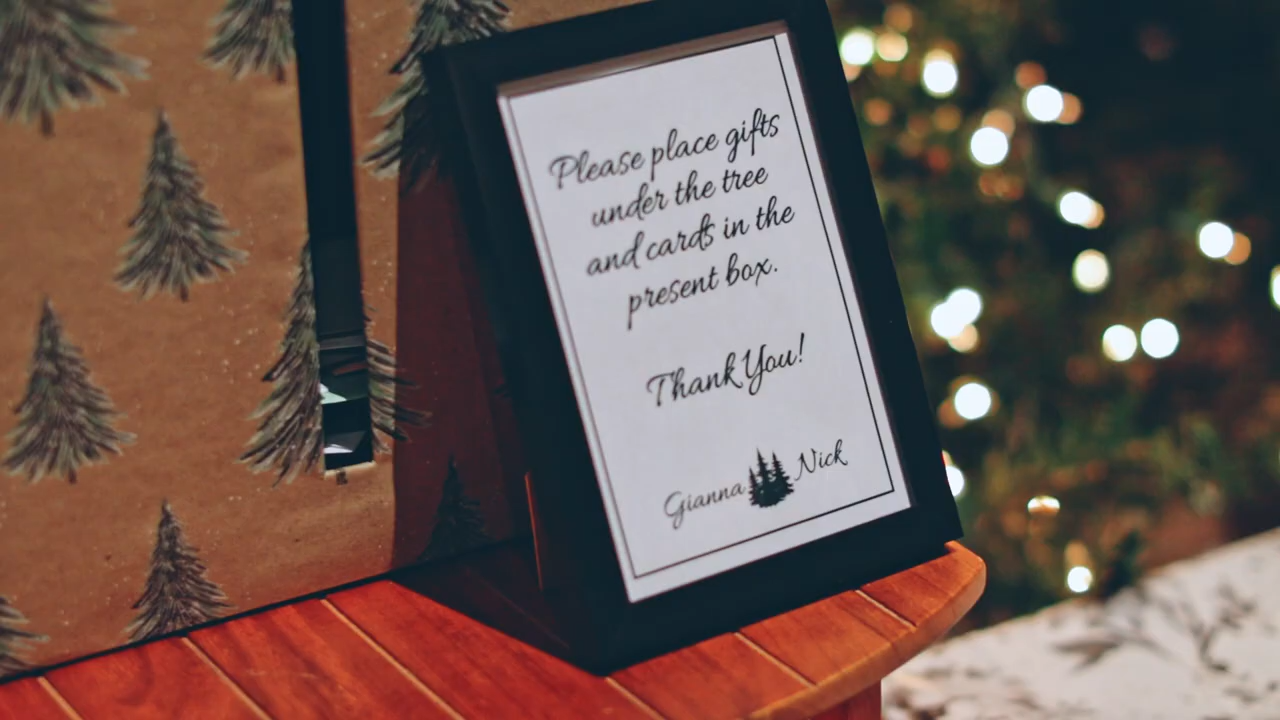 Please place gifts
under the tree
and cards in the
present box.
Thank You!
Gianna Nick